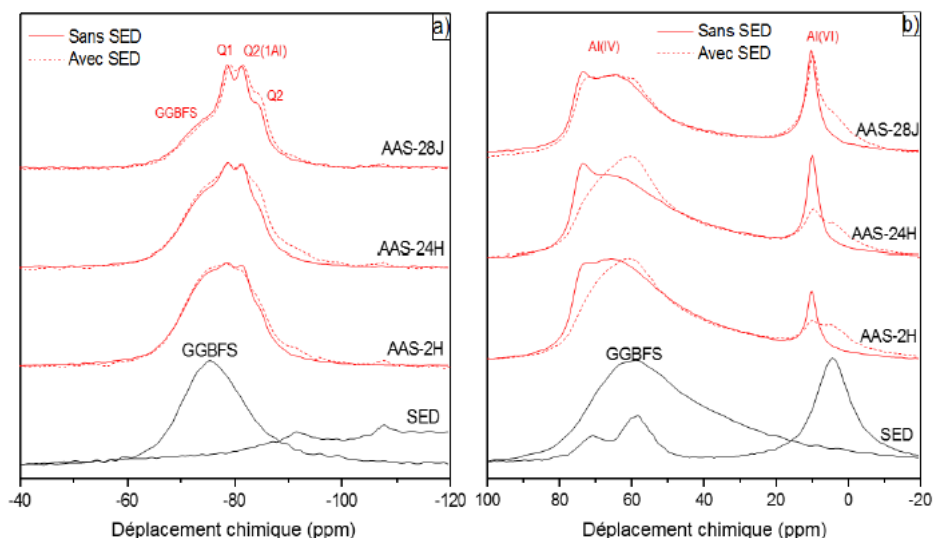 a)
Sans SED
Avec SED
Q1
Q2(1Al)
Q2
GGBFS
AAS-28J
AAS-24H
AAS-2H
GGBFS
SED
-40
-60
-80
-100
-120
Déplacement chimique (ppm)
b)
Sans SED
Avec SED
Al(IV)
Al(VI)
AAS-28J
AAS-24H
AAS-2H
GGBFS
SED
100
80
60
40
20
0
-20
Déplacement chimique (ppm)